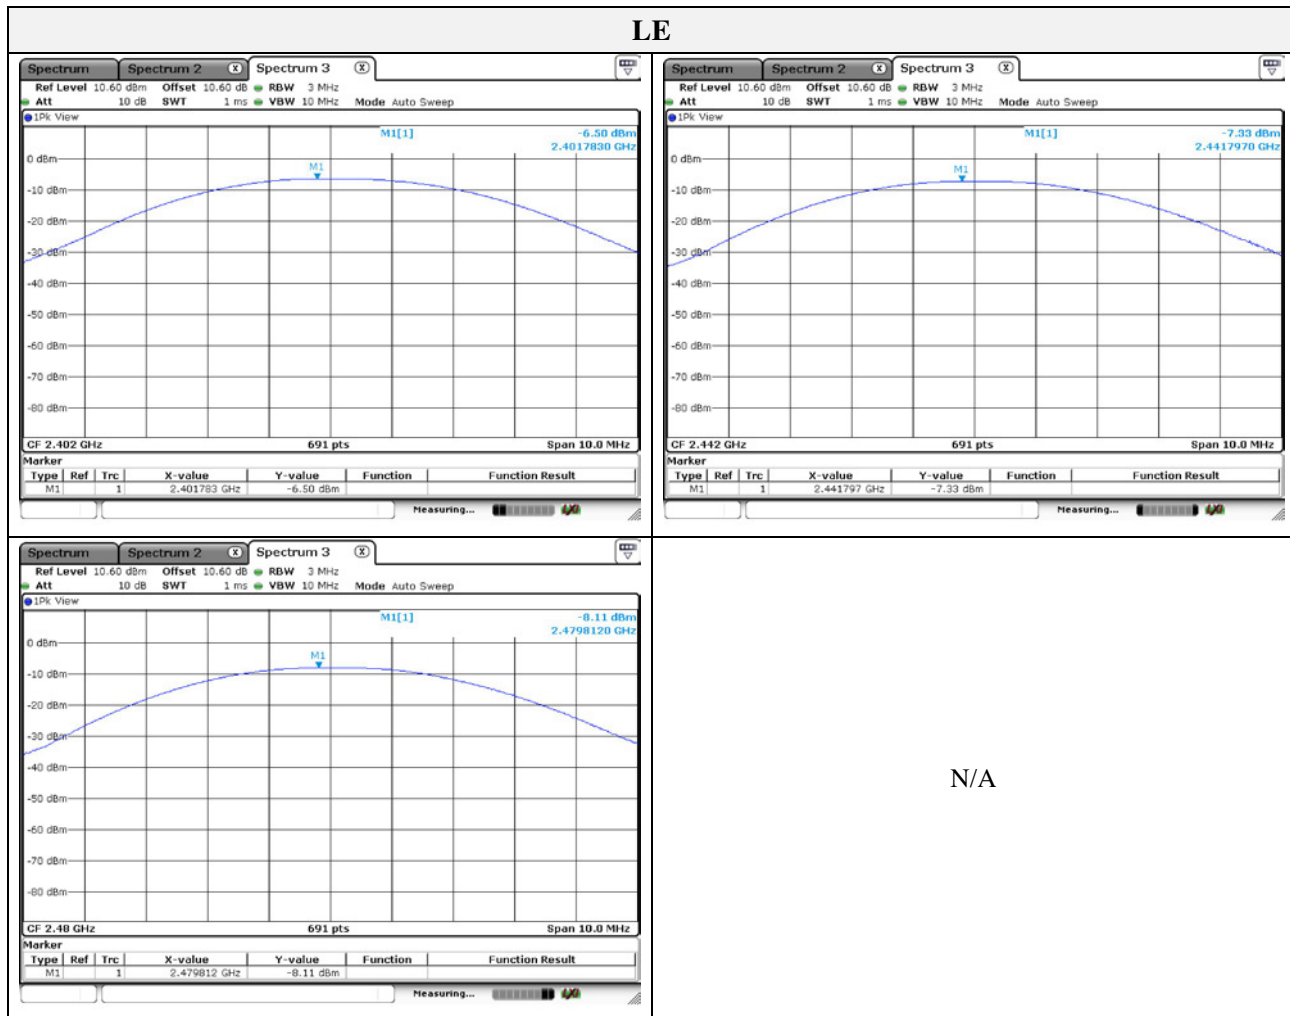 LE
Spectrum Spectrum 2 X Spectrum 3 X
Ref Level 10.60 dBm Offset 10.60 dB RBW 3 MHz
Att 10 dB SWT 1 ms VBW 10 MHz Mode Auto Sweep
1Pk View
M1[1] -6.50 dBm
2.4017830 GHz
M1
0 dBm
-10 dBm
-20 dBm
-30 dBm
-40 dBm
-50 dBm
-60 dBm
-70 dBm
-80 dBm
CF 2.402 GHz 691 pts Span 10.0 MHz
Marker
Type Ref Trc X-value Y-value Function Function Result
M1 1 2.401783 GHz -6.50 dBm
Measuring...
Spectrum Spectrum 2 X Spectrum 3 X
Ref Level 10.60 dBm Offset 10.60 dB RBW 3 MHz
Att 10 dB SWT 1 ms VBW 10 MHz Mode Auto Sweep
1Pk View
M1[1] -7.33 dBm
2.4417970 GHz
M1
0 dBm
-10 dBm
-20 dBm
-30 dBm
-40 dBm
-50 dBm
-60 dBm
-70 dBm
-80 dBm
CF 2.442 GHz 691 pts Span 10.0 MHz
Marker
Type Ref Trc X-value Y-value Function Function Result
M1 1 2.441797 GHz -7.33 dBm
Measuring...
Spectrum Spectrum 2 X Spectrum 3 X
Ref Level 10.60 dBm Offset 10.60 dB RBW 3 MHz
Att 10 dB SWT 1 ms VBW 10 MHz Mode Auto Sweep
1Pk View
M1[1] -8.11 dBm
2.4798120 GHz
M1
0 dBm
-10 dBm
-20 dBm
-30 dBm
-40 dBm
-50 dBm
-60 dBm
-70 dBm
-80 dBm
CF 2.48 GHz 691 pts Span 10.0 MHz
Marker
Type Ref Trc X-value Y-value Function Function Result
M1 1 2.479812 GHz -8.11 dBm
Measuring...
N/A